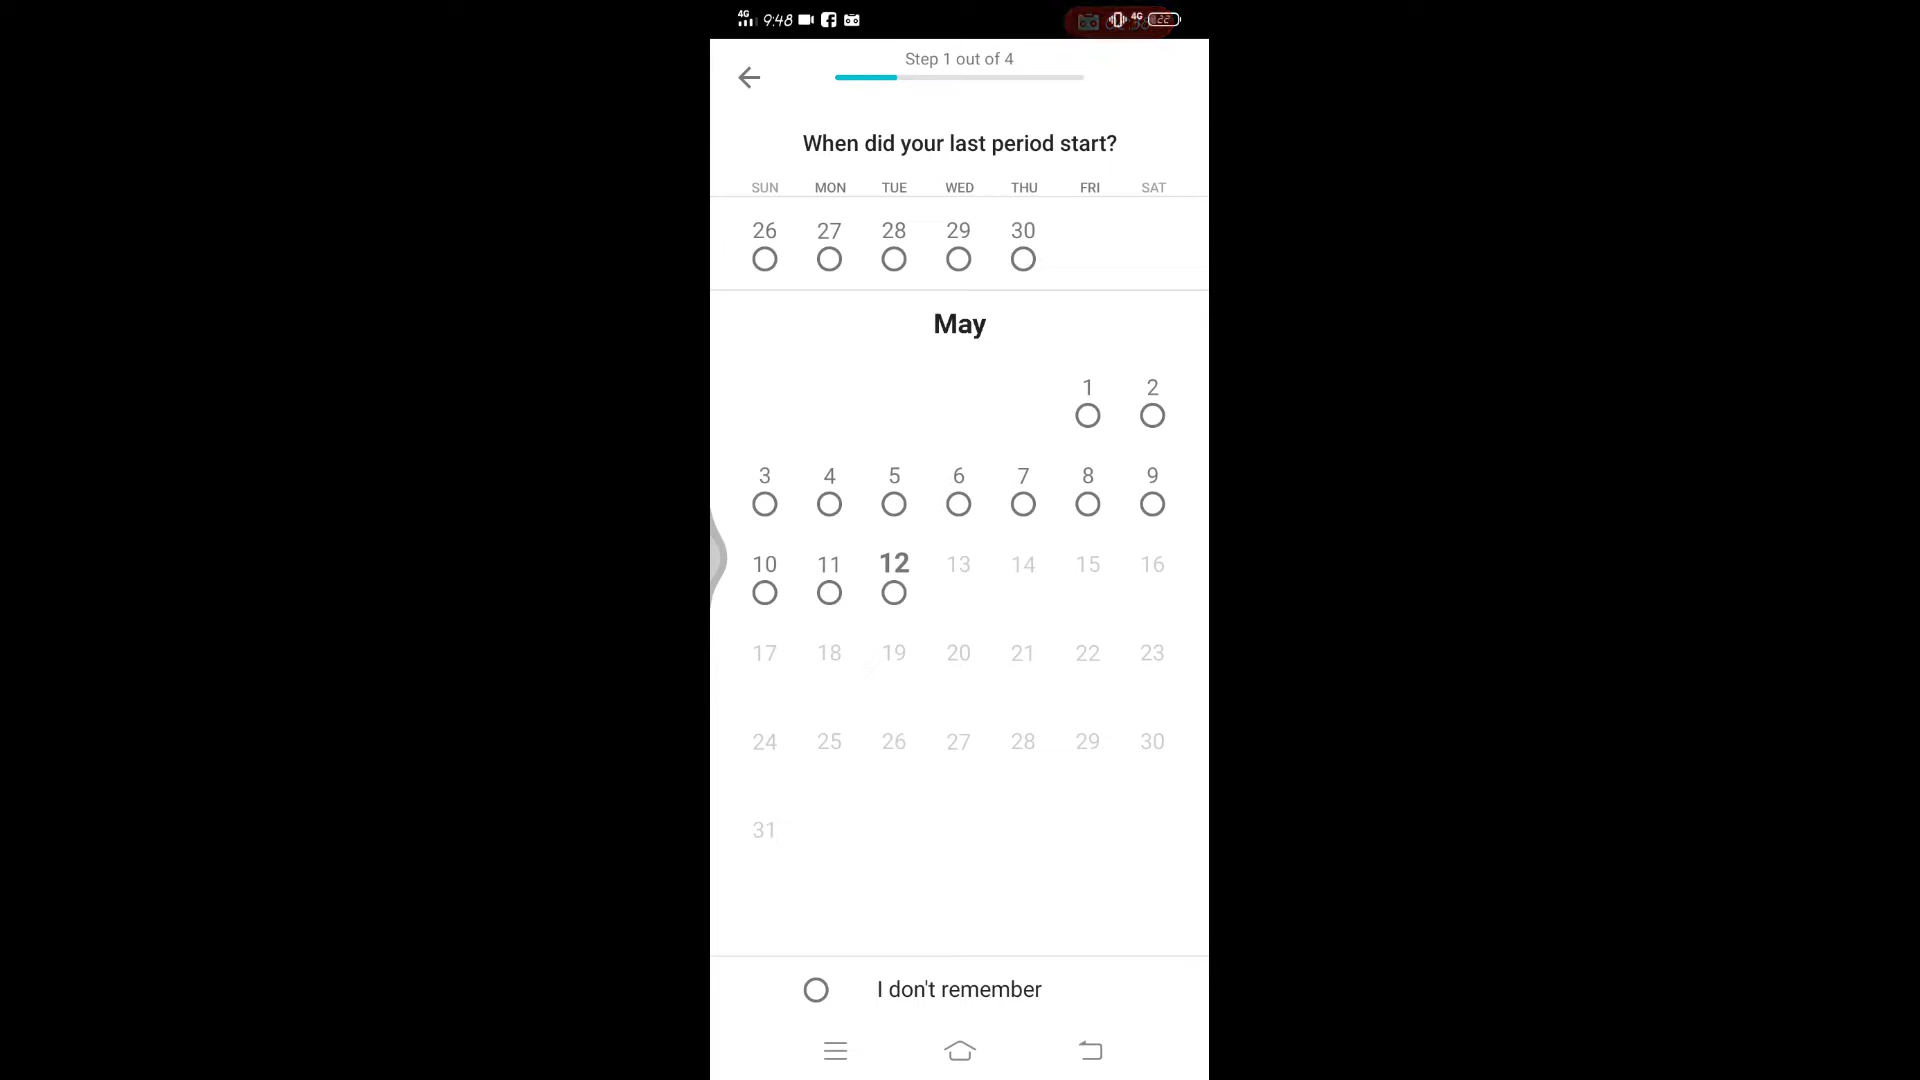 4G 9:48 4G 22
Step 1 out of 4
When did your last period start?
SUN MON TUE WED THU FRI SAT
26 27 28 29 30
May
1 2
3 4 5 6 7 8 9
10 11 12 13 14 15 16
17 18 19 20 21 22 23
24 25 26 27 28 29 30
31
I don't remember